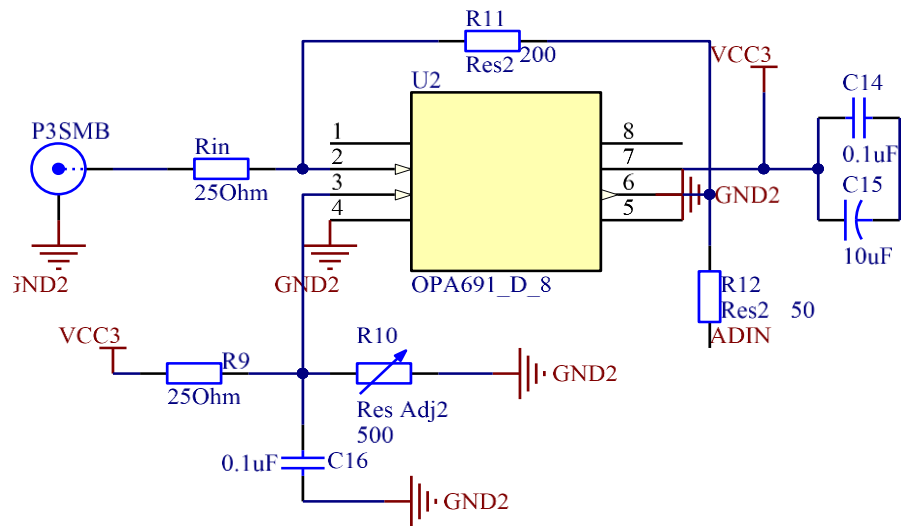 R11
Res2 200
VCC3
U2
C14
P3SMB
Rin
1
8
0.1uF
2
7
25Ohm
3
6
C15
GND2
4
5
10uF
GND2
GND2
OPA691_D_8
R12
Res2 50
ADIN
VCC3
R9
R10
25Ohm
GND2
Res Adj2
500
0.1uF
C16
GND2